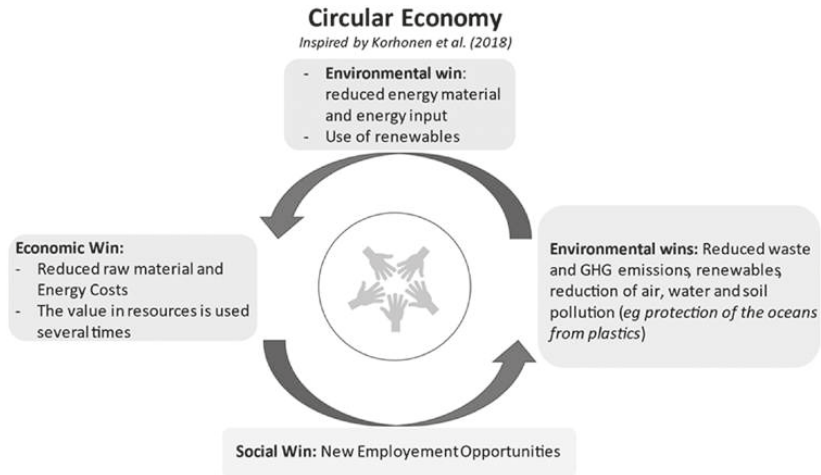 Circular Economy
Inspired by Korhonen et al. (2018)
- Environmental win:
reduced energy material
and energy input
- Use of renewables
Economic Win:
- Reduced raw material and
Energy Costs
- The value in resources is used
several times
Environmental wins: Reduced waste
and GHG emissions, renewables,
reduction of air, water and soil
pollution (eg protection of the oceans
from plastics)
Social Win: New Employement Opportunities